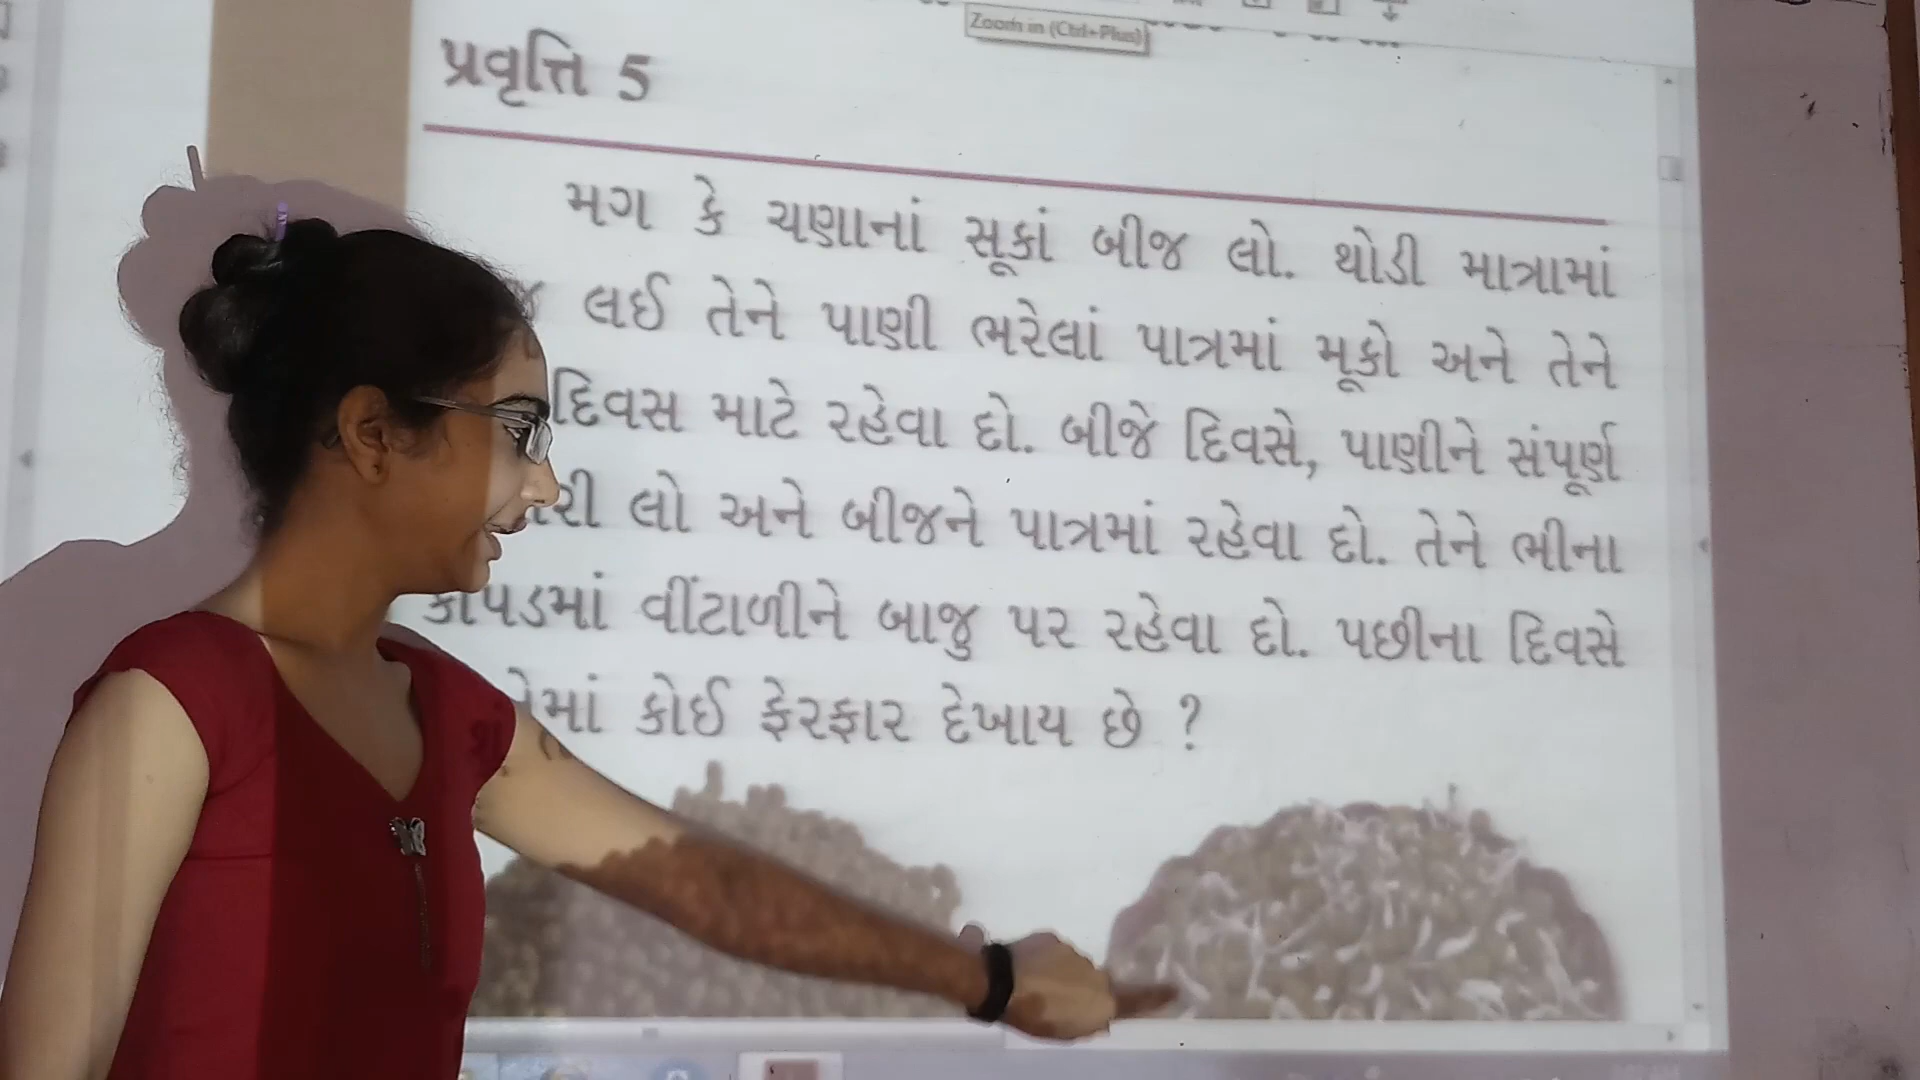 Zoom in (Ctrl+Plus)
પ્રવૃત્તિ 5
મગ કે ચણાનાં સૂકાં બીજ લો. થોડી માત્રામાં
લઈ તેને પાણી ભરેલાં પાત્રમાં મૂકો અને તેને
દિવસ માટે રહેવા દો. બીજે દિવસે, પાણીને સંપૂર્ણ
લો અને બીજને પાત્રમાં રહેવા દો. તેને ભીના
કાપડમાં વીંટાળીને બાજુ પર રહેવા દો. પછીના દિવસે
કોઈ ફેરફાર દેખાય છે ?